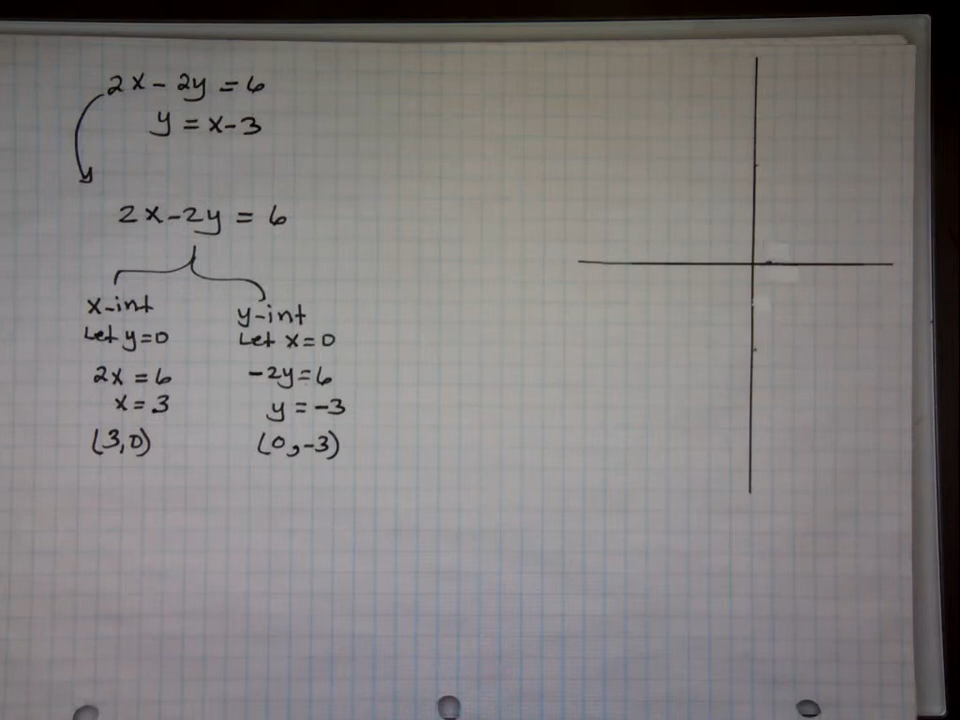 2x - 2y = 6
y = x - 3
2x - 2y = 6
x-int
Let y = 0
2x = 6
x = 3
(3,0)
y-int
Let x = 0
-2y = 6
y = -3
(0,-3)